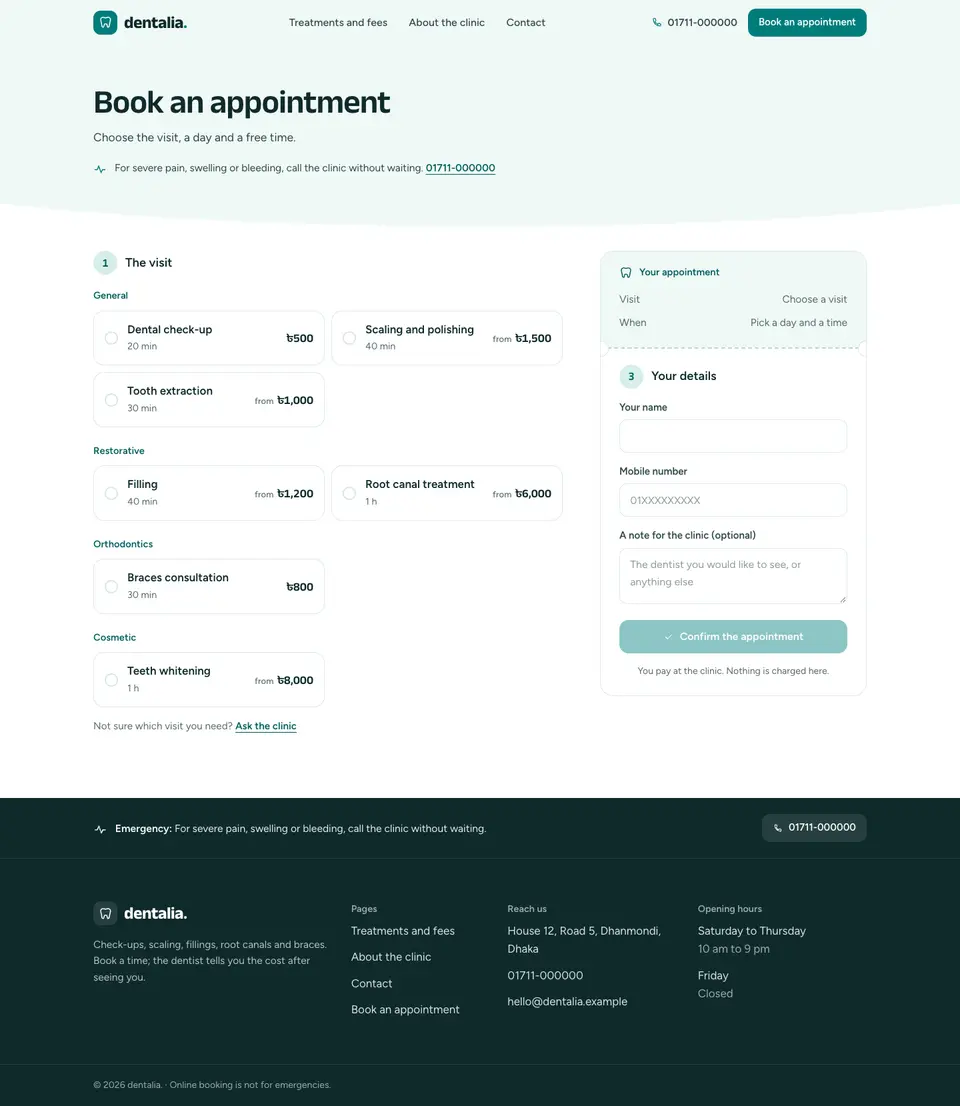 dentalia.
Treatments and fees
About the clinic
Contact
01711-000000
Book an appointment
Book an appointment
Choose the visit, a day and a free time.
For severe pain, swelling or bleeding, call the clinic without waiting. 01711-000000
1 The visit
General
Dental check-up
20 min
৳500
Scaling and polishing
40 min
from ৳1,500
Tooth extraction
30 min
from ৳1,000
Restorative
Filling
40 min
from ৳1,200
Root canal treatment
1 h
from ৳6,000
Orthodontics
Braces consultation
30 min
৳800
Cosmetic
Teeth whitening
1 h
from ৳8,000
Not sure which visit you need? Ask the clinic
Your appointment
Visit Choose a visit
When Pick a day and a time
3 Your details
Your name
Mobile number
01XXXXXXXXX
A note for the clinic (optional)
The dentist you would like to see, or
anything else
Confirm the appointment
You pay at the clinic. Nothing is charged here.
Emergency: For severe pain, swelling or bleeding, call the clinic without waiting.
01711-000000
dentalia.
Check-ups, scaling, fillings, root canals and braces.
Book a time; the dentist tells you the cost after
seeing you.
Pages
Treatments and fees
About the clinic
Contact
Book an appointment
Reach us
House 12, Road 5, Dhanmondi,
Dhaka
01711-000000
hello@dentalia.example
Opening hours
Saturday to Thursday
10 am to 9 pm
Friday
Closed
© 2026 dentalia. · Online booking is not for emergencies.